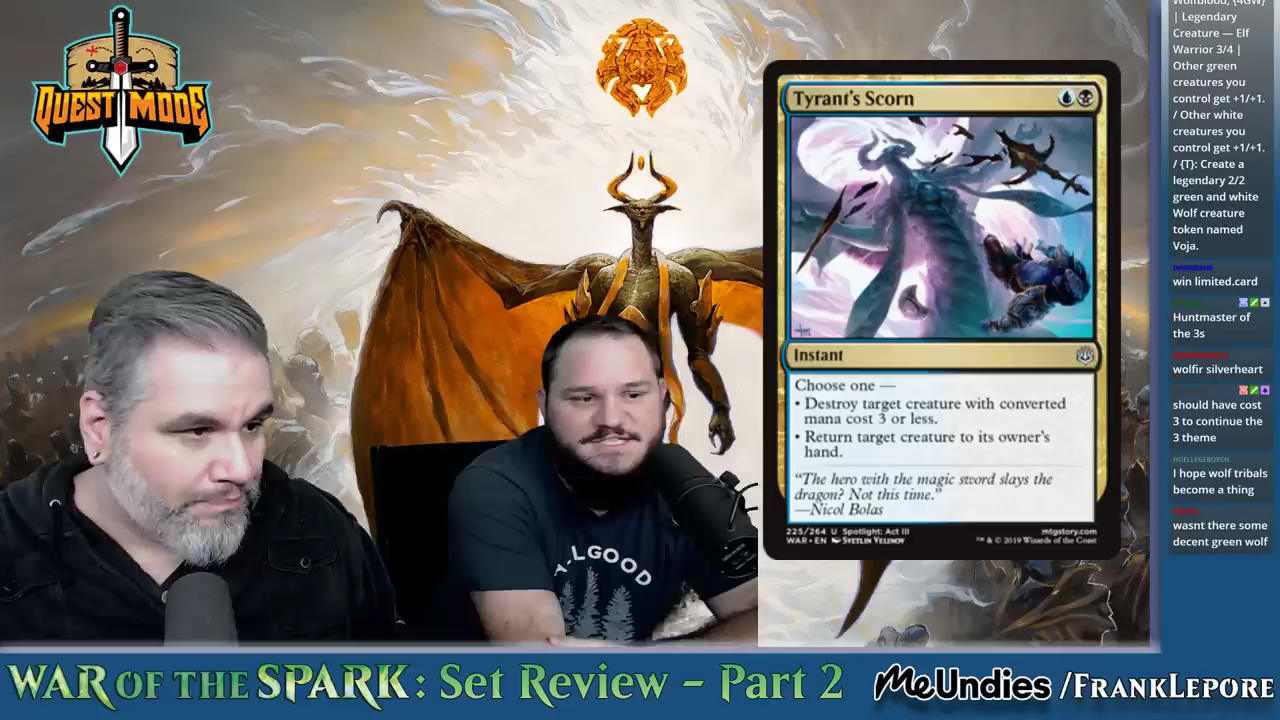 QUEST MODE
Tyrant's Scorn
Instant
Choose one —
• Destroy target creature with converted
mana cost 3 or less.
• Return target creature to its owner's
hand.
"The hero with the magic sword slays the
dragon? Not this time."
—Nicol Bolas
225/264 U Spotlight: Act III
WAR • EN Svetlin Velinov
mtgstory.com
™ & © 2019 Wizards of the Coast
ALGOOD
Wolfblood, {4GW}
| Legendary
Creature — Elf
Warrior 3/4 |
Other green
creatures you
control get +1/+1.
/ Other white
creatures you
control get +1/+1.
/ {T}: Create a
legendary 2/2
green and white
Wolf creature
token named
Voja.
win limited.card
Huntmaster of
the 3s
wolfir silverheart
should have cost
3 to continue the
3 theme
HOELLEGEBOREN
I hope wolf tribals
become a thing
wasnt there some
decent green wolf
WAR OF THE SPARK: Set Review - Part 2
MeUndies /FRANKLEPORE